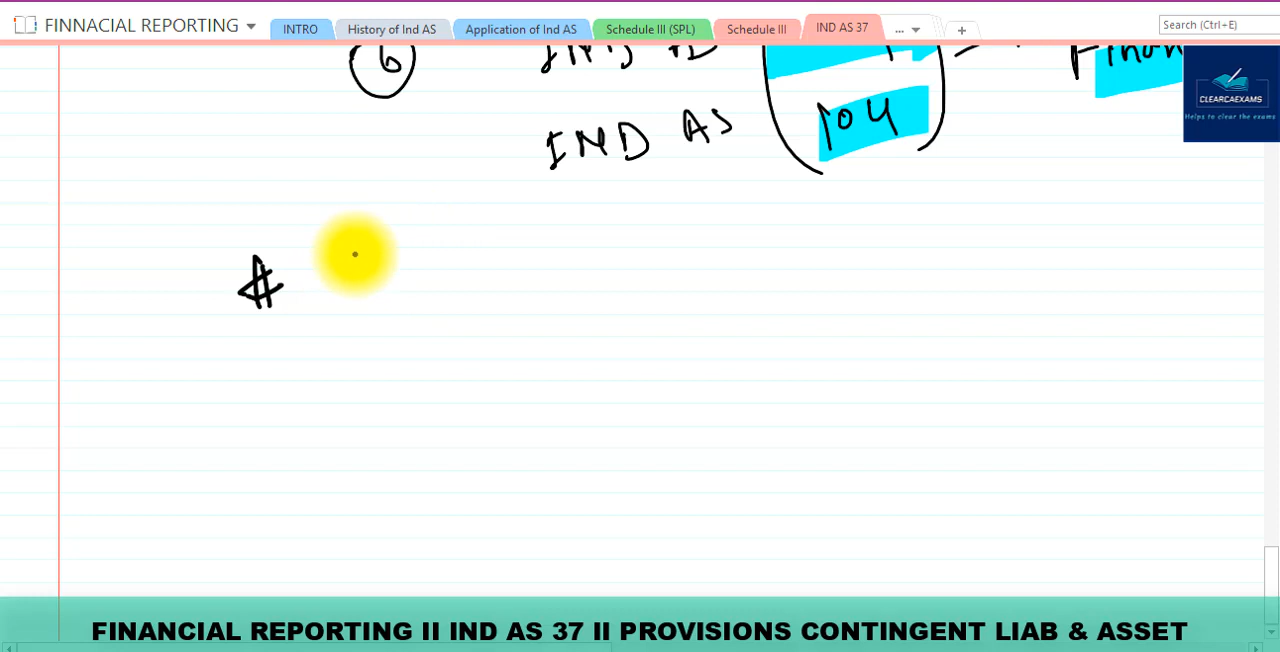 FINNACIAL REPORTING
INTRO
History of Ind AS
Application of Ind AS
Schedule III (SPL)
Schedule III
IND AS 37
...
+
Search (Ctrl+E)
6
IND AS 104
CLEARCAEXAMS
Helps to clear the exams
#
FINANCIAL REPORTING II IND AS 37 II PROVISIONS CONTINGENT LIAB & ASSET